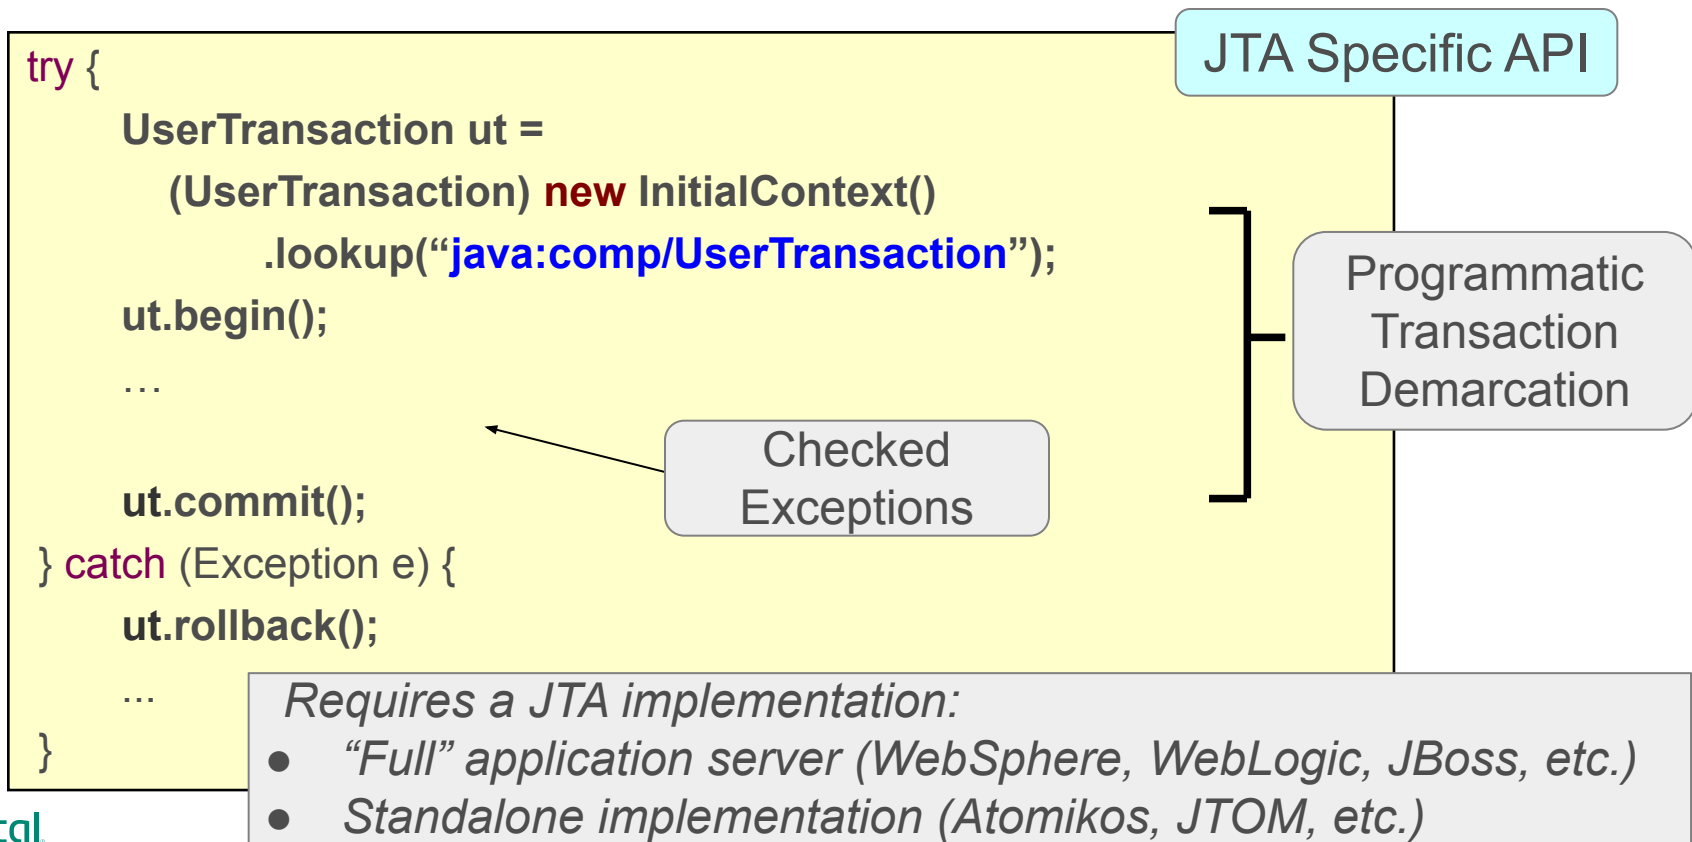 JTA Specific API
try {
UserTransaction ut =
(UserTransaction) new InitialContext()
.lookup(“java:comp/UserTransaction”);
ut.begin();
…
ut.commit();
} catch (Exception e) {
ut.rollback();
...
}
Programmatic
Transaction
Demarcation
Checked
Exceptions
Requires a JTA implementation:
● “Full” application server (WebSphere, WebLogic, JBoss, etc.)
● Standalone implementation (Atomikos, JTOM, etc.)